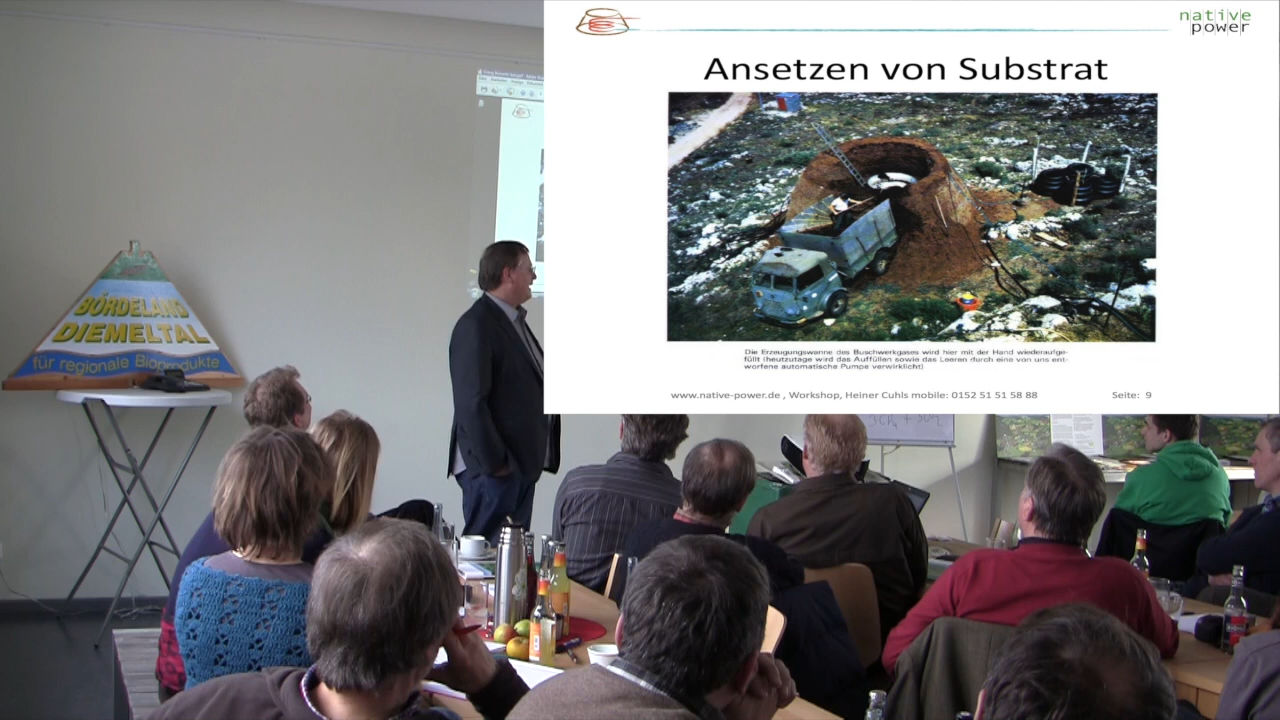 native
power
Ansetzen von Substrat
Die Erzeugungswanne des Buschwerkgases wird hier mit der Hand wiederaufge-
füllt (heutzutage wird das Auffüllen sowie das Leeren durch eine von uns ent-
worfene automatische Pumpe verwirklicht)
www.native-power.de , Workshop, Heiner Cuhls mobile: 0152 51 51 58 88
Seite: 9
BÖRDELAND
DIEMELTAL
für regionale Bioprodukte